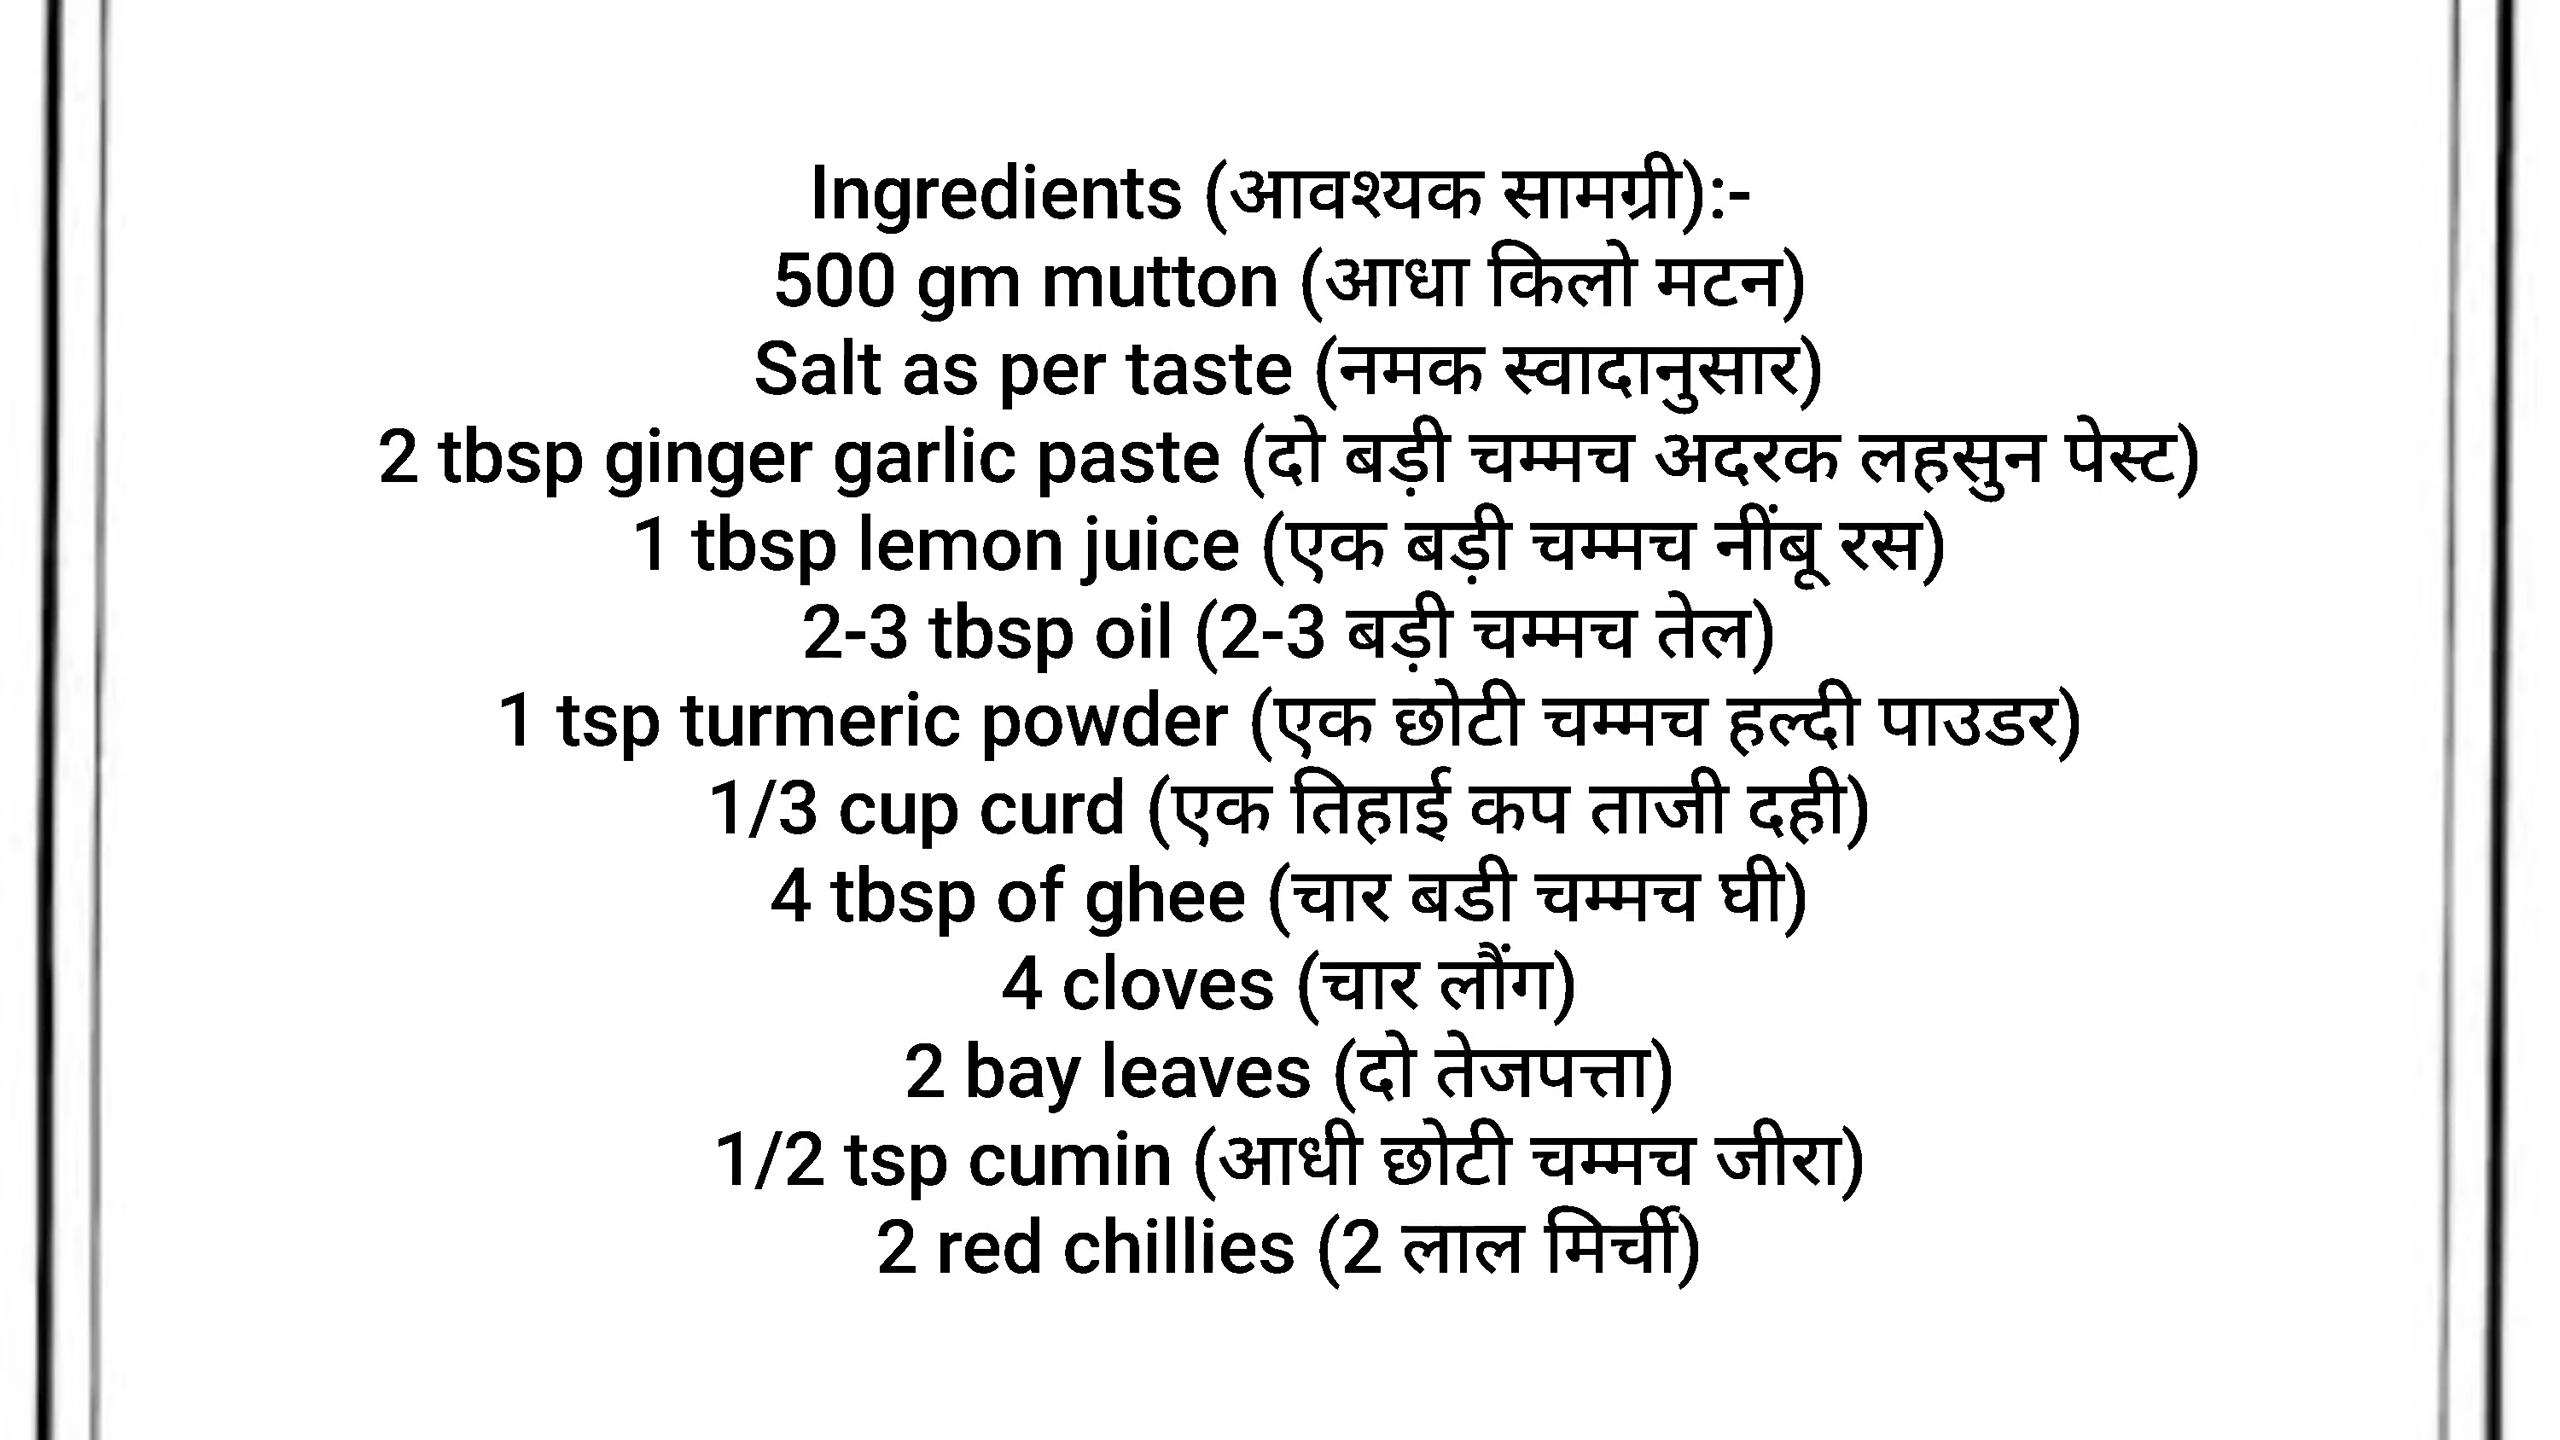 Ingredients (आवश्यक सामग्री):-
500 gm mutton (आधा किलो मटन)
Salt as per taste (नमक स्वादानुसार)
2 tbsp ginger garlic paste (दो बड़ी चम्मच अदरक लहसुन पेस्ट)
1 tbsp lemon juice (एक बड़ी चम्मच नींबू रस)
2-3 tbsp oil (2-3 बड़ी चम्मच तेल)
1 tsp turmeric powder (एक छोटी चम्मच हल्दी पाउडर)
1/3 cup curd (एक तिहाई कप ताजी दही)
4 tbsp of ghee (चार बडी चम्मच घी)
4 cloves (चार लौंग)
2 bay leaves (दो तेजपत्ता)
1/2 tsp cumin (आधी छोटी चम्मच जीरा)
2 red chillies (2 लाल मिर्ची)